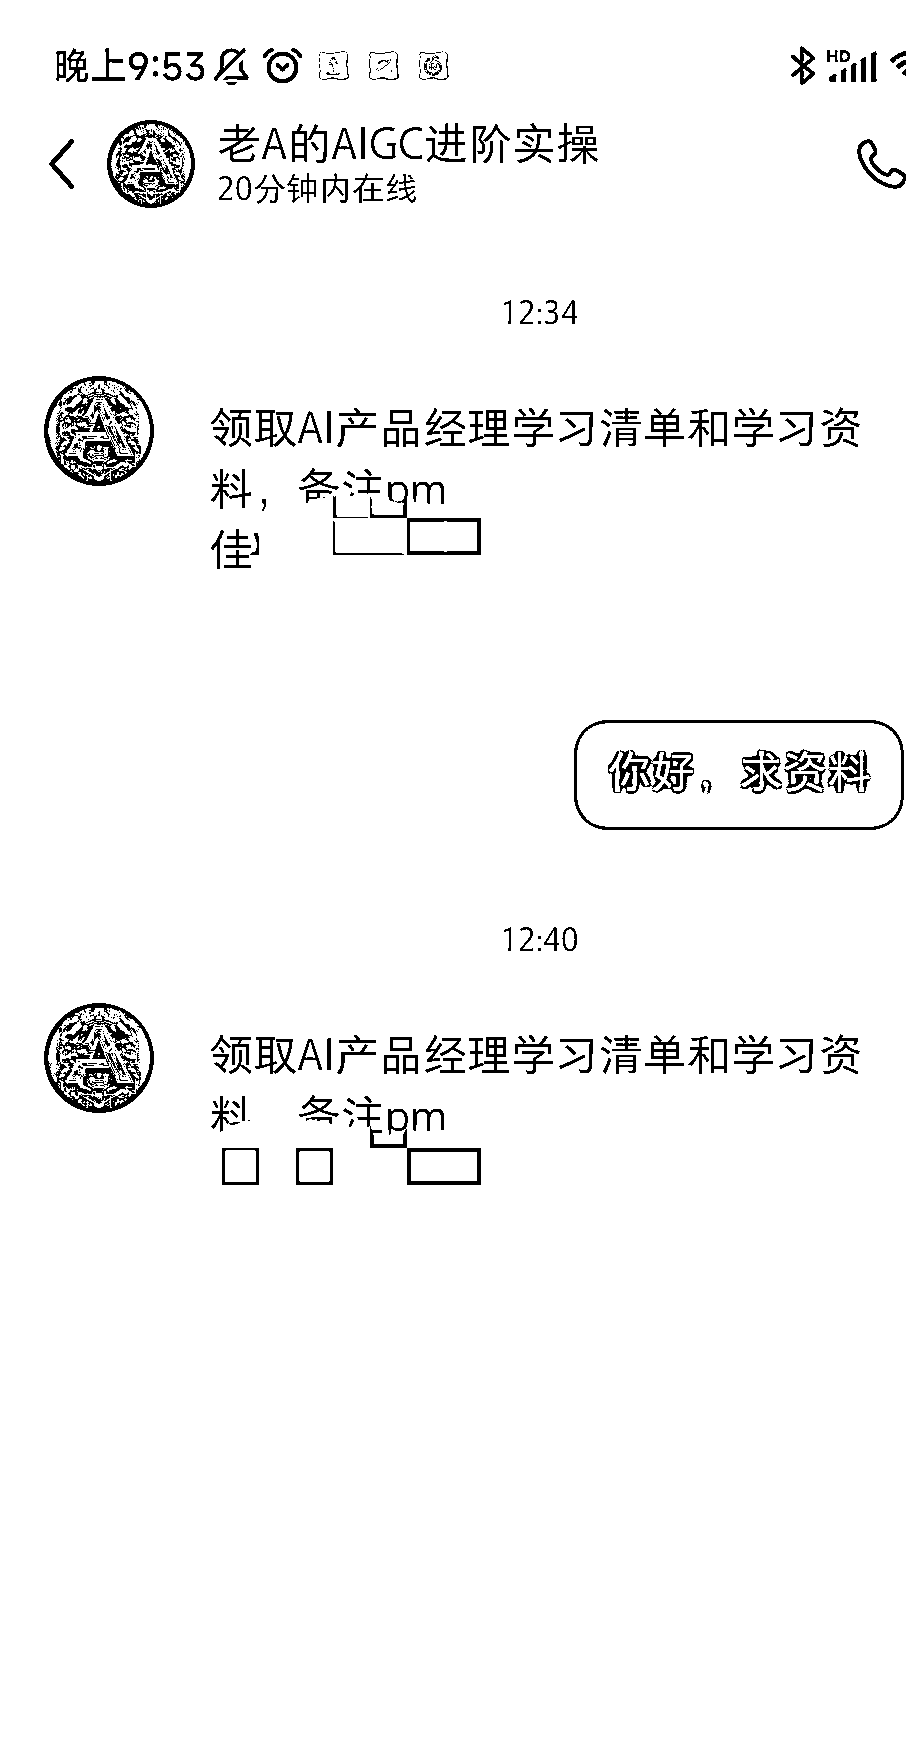 晚上9:53
HD
老A的AIGC进阶实操
20分钟内在线
12:34
领取AI产品经理学习清单和学习资
料，备注pm
佳
你好。求资料
12:40
领取AI产品经理学习清单和学习资
料 备注pm